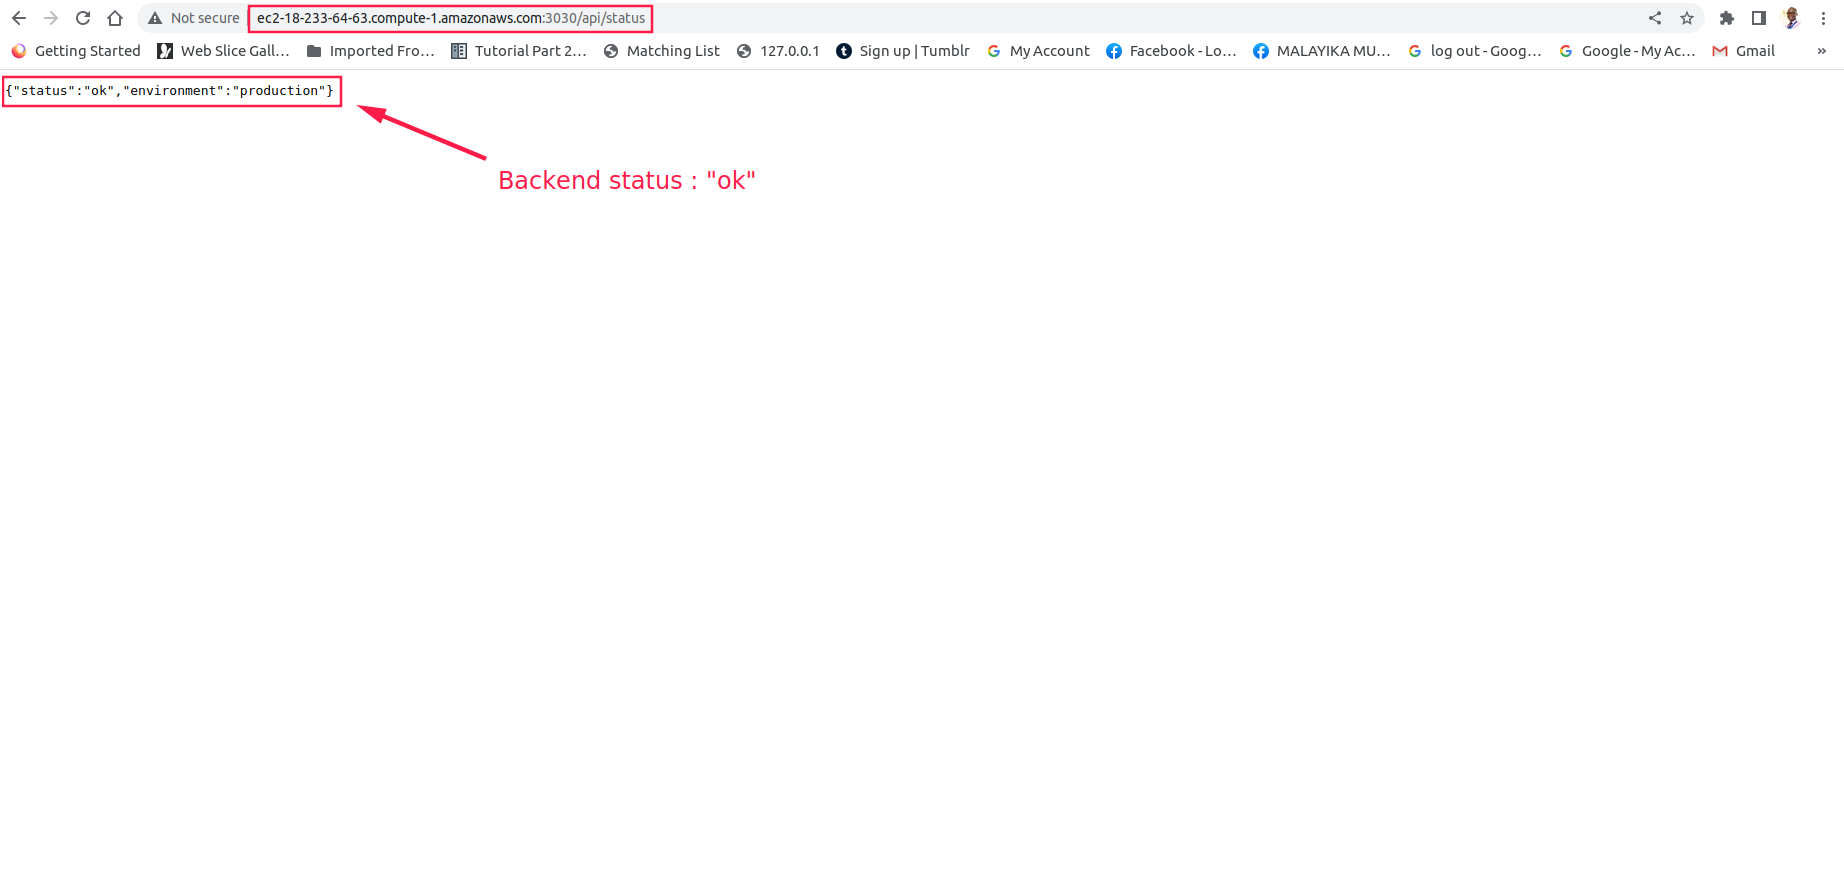 Not secure ec2-18-233-64-63.compute-1.amazonaws.com:3030/api/status
Getting Started Web Slice Gall... Imported Fro... Tutorial Part 2... Matching List 127.0.0.1 Sign up | Tumblr My Account Facebook - Lo... MALAYIKA MU... log out - Goog... Google - My Ac... Gmail »
{"status":"ok","environment":"production"}
Backend status : "ok"